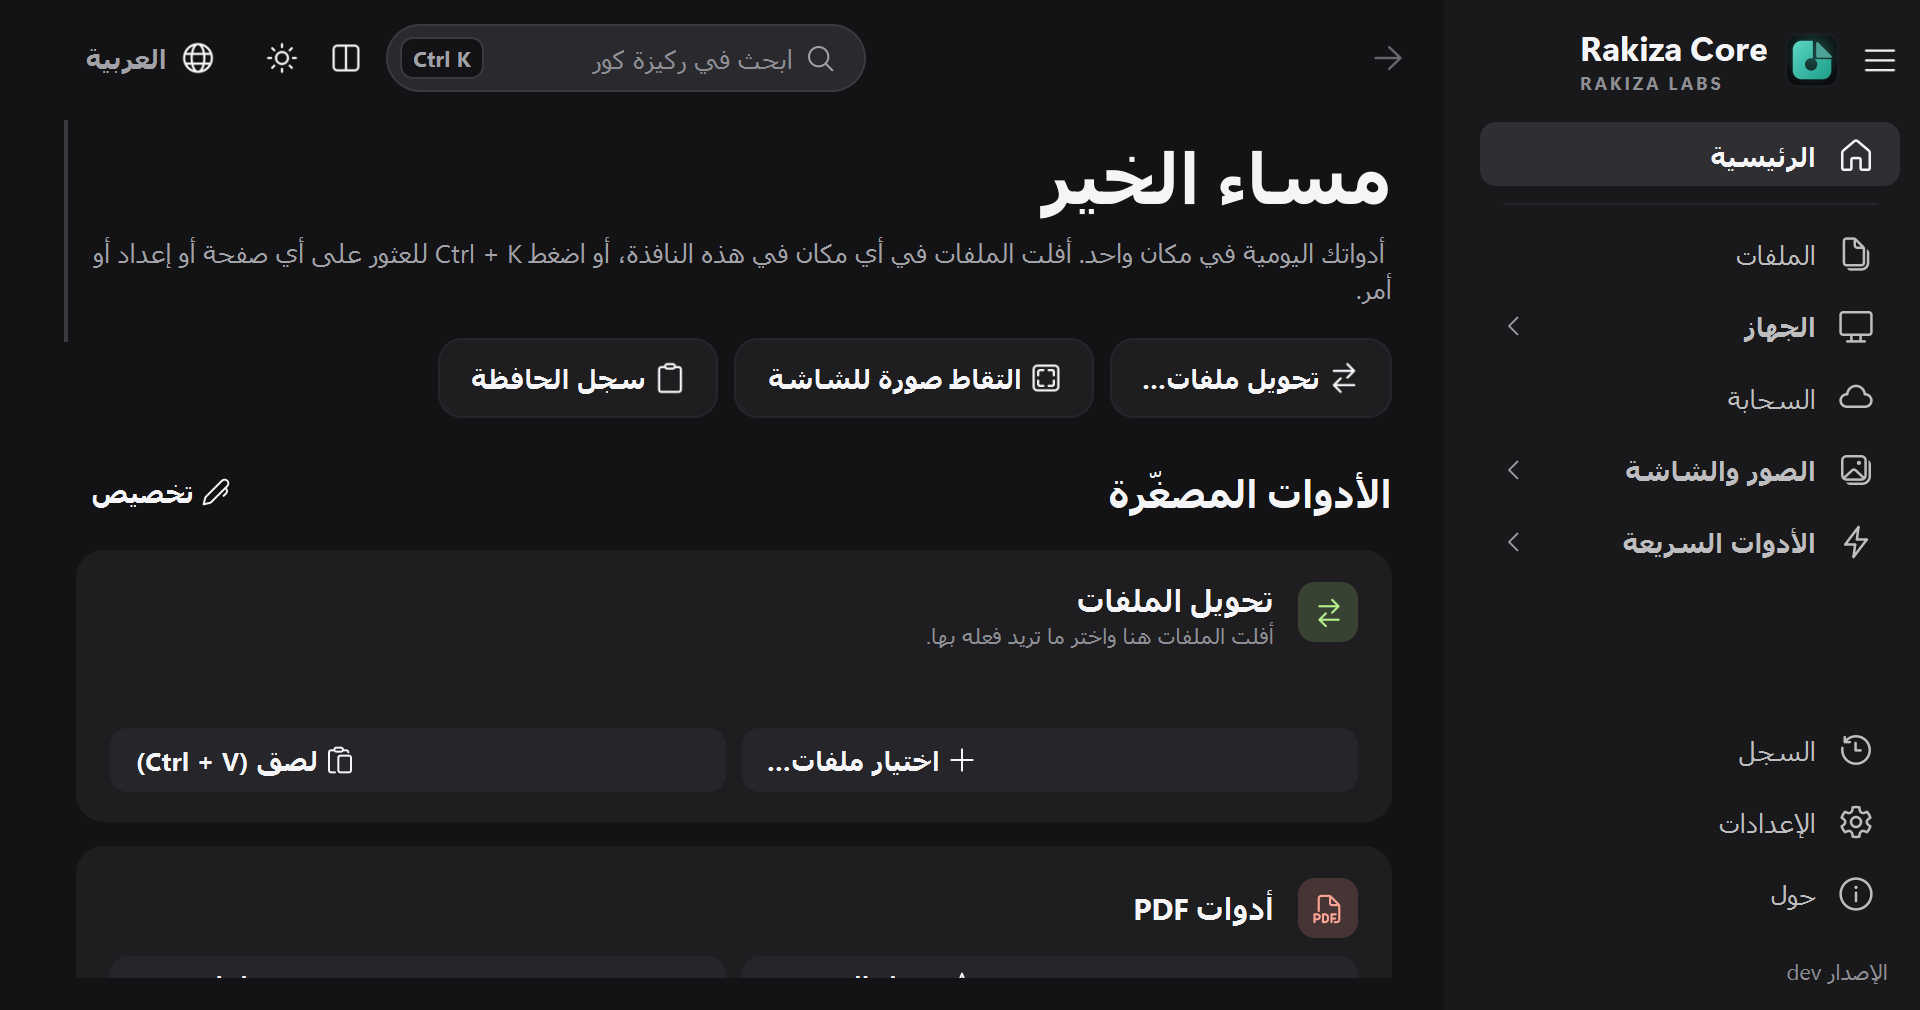 Rakiza Core
RAKIZA LABS
الرئيسية
الملفات
الجهاز
السحابة
الصور والشاشة
الأدوات السريعة
السجل
الإعدادات
حول
الإصدار dev
ابحث في ركيزة كور
Ctrl K
العربية
مساء الخير
أدواتك اليومية في مكان واحد. أفلت الملفات في أي مكان في هذه النافذة، أو اضغط Ctrl + K للعثور على أي صفحة أو إعداد أو
أمر.
تحويل ملفات...
التقاط صورة للشاشة
سجل الحافظة
الأدوات المصغّرة
تخصيص
تحويل الملفات
أفلت الملفات هنا واختر ما تريد فعله بها.
اختيار ملفات...
لصق (Ctrl + V)
أدوات PDF
PDF